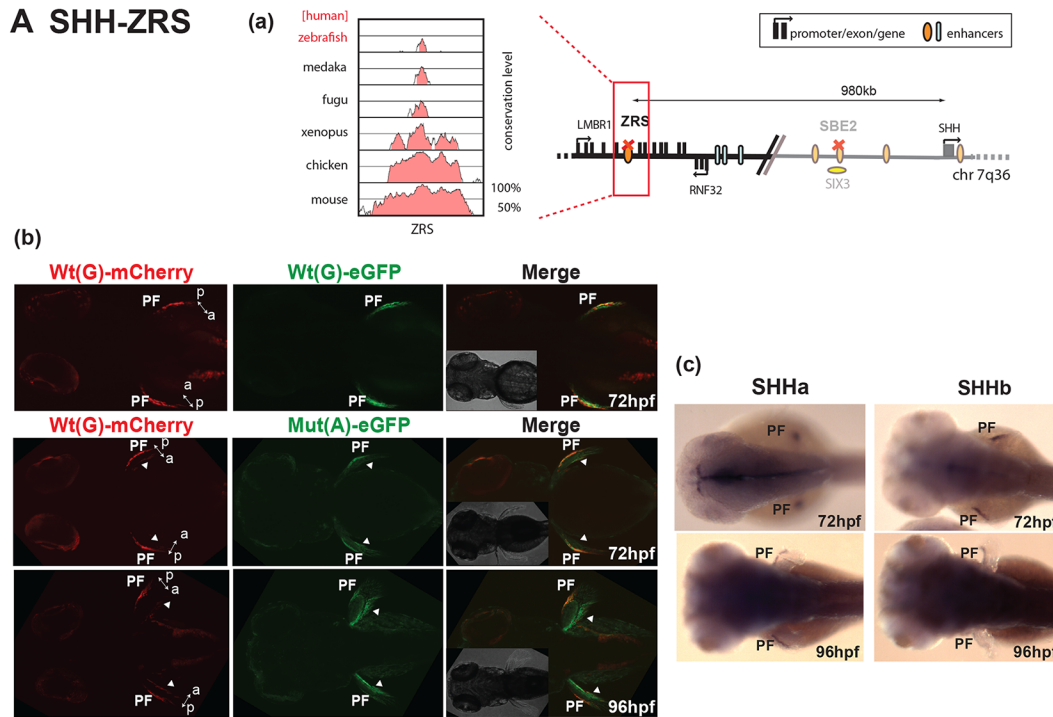 A SHH-ZRS
(a)
[human]
zebrafish
medaka
fugu
xenopus
chicken
mouse
conservation level
100%
50%
ZRS
promoter/exon/gene
enhancers
980kb
LMBR1
ZRS
SBE2
SHH
RNF32
SIX3
chr 7q36
(b)
Wt(G)-mCherry Wt(G)-eGFP Merge
PF p a
a p PF
PF
PF
72hpf
Wt(G)-mCherry Mut(A)-eGFP Merge
PF p a
a p PF
PF
PF
PF
PF
72hpf
PF p a
PF a p
PF
PF
PF
PF
96hpf
(c)
SHHa SHHb
PF
PF
72hpf
PF
PF
72hpf
PF
PF
96hpf
PF
PF
96hpf